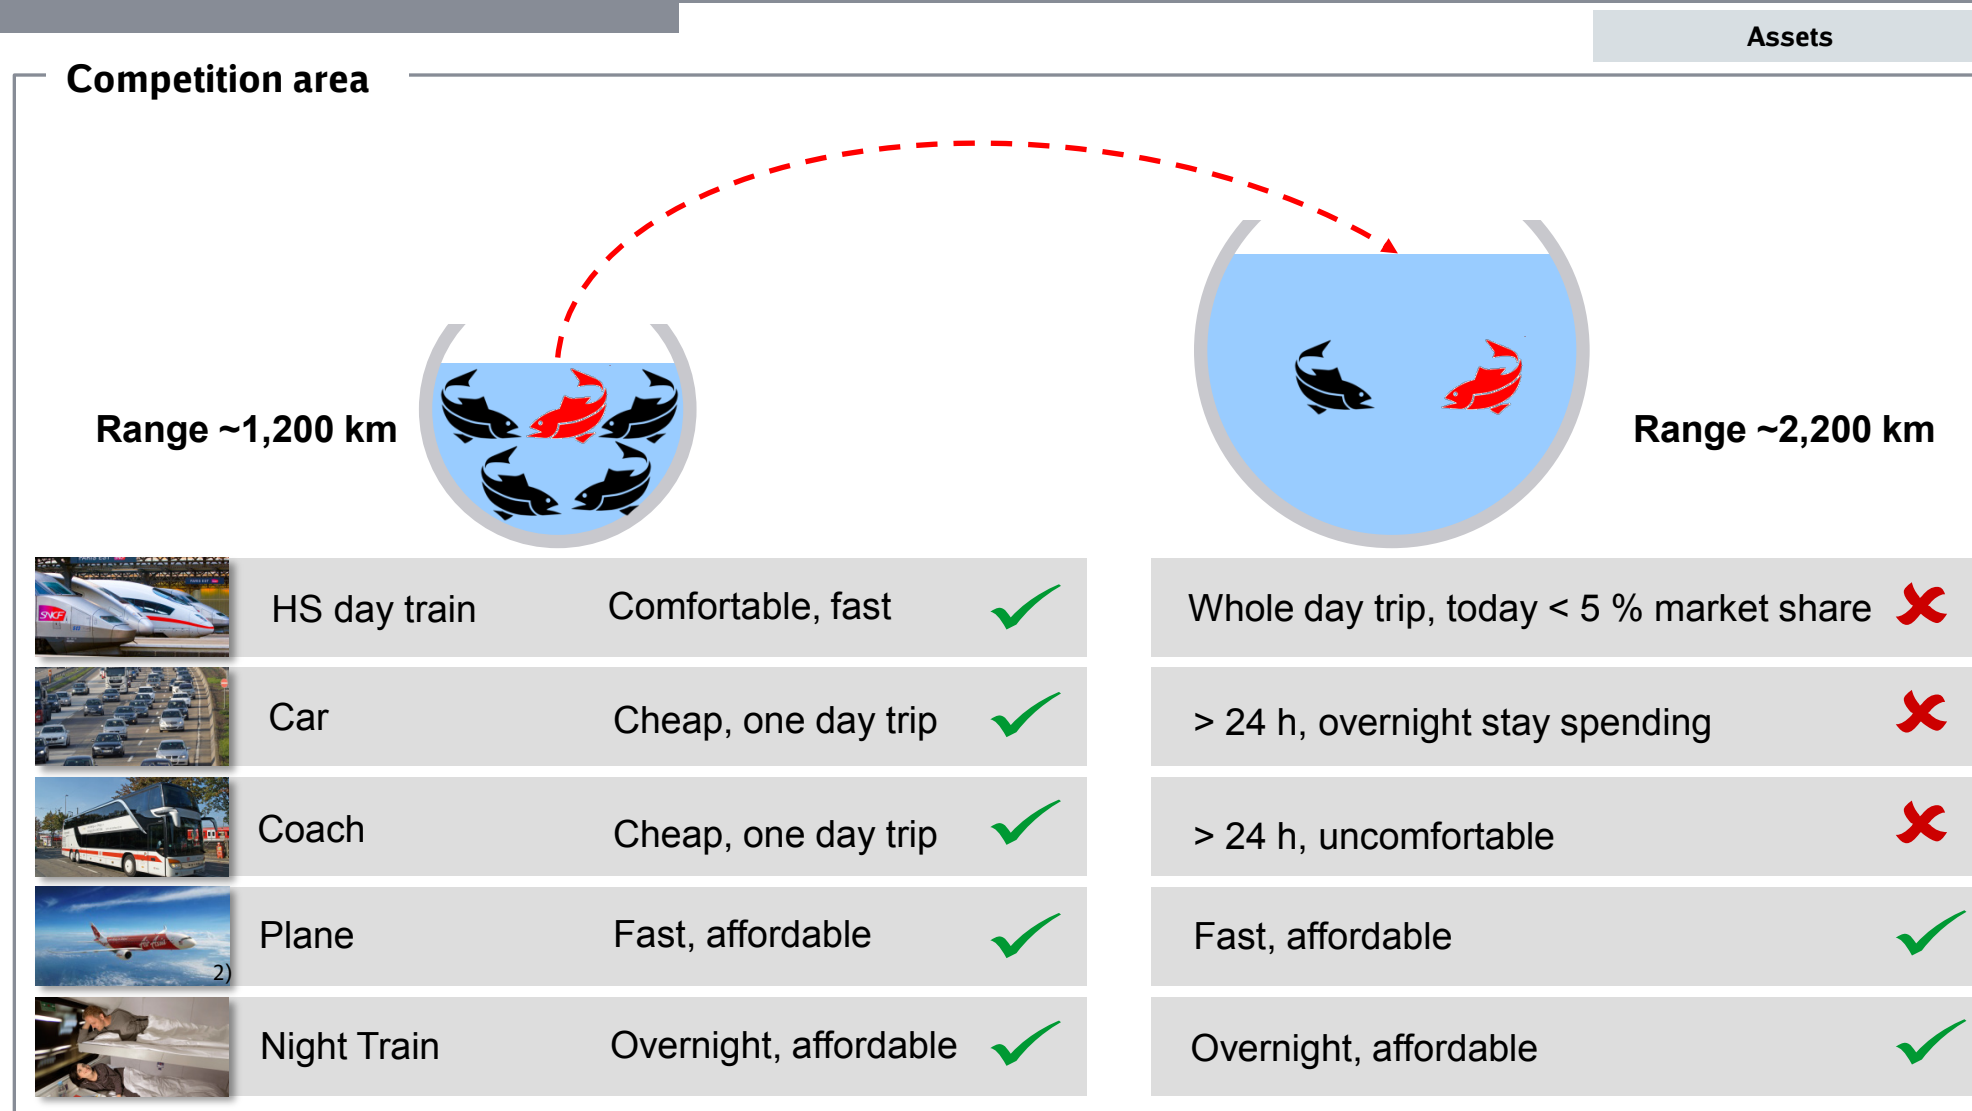 Assets
Competition area
Range ~1,200 km
Range ~2,200 km
HS day train Comfortable, fast Whole day trip, today < 5 % market share
SNCF
Car Cheap, one day trip > 24 h, overnight stay spending
Coach Cheap, one day trip > 24 h, uncomfortable
Plane Fast, affordable Fast, affordable
2)
Night Train Overnight, affordable Overnight, affordable